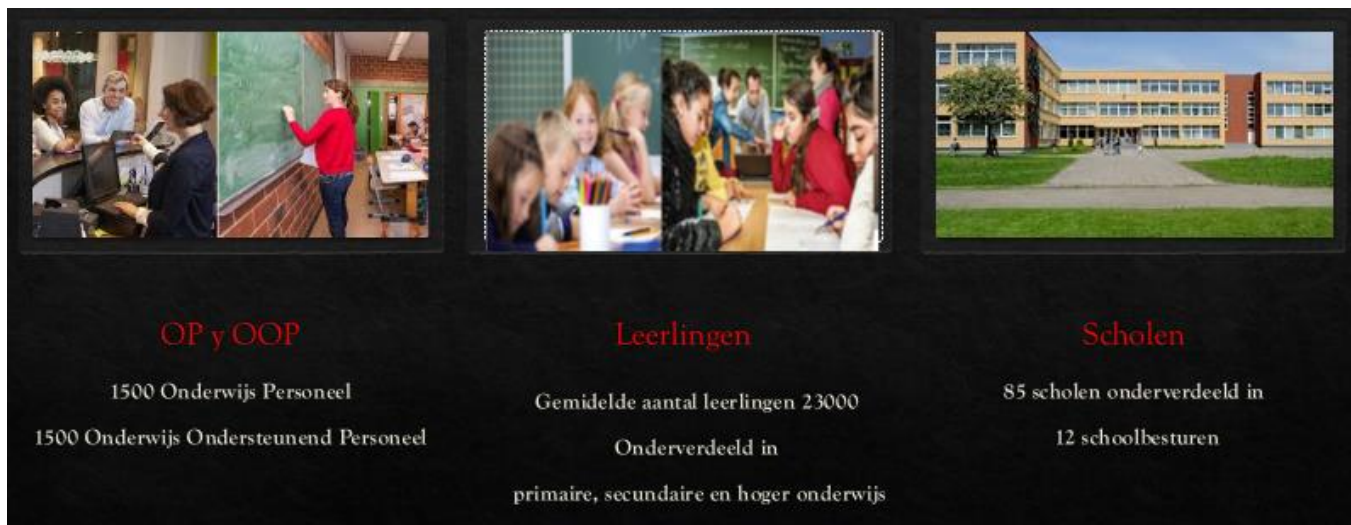 OP y OOP
1500 Onderwijs Personeel
1500 Onderwijs Ondersteunend Personeel
Leerlingen
Gemidelde aantal leerlingen 23000
Onderverdeeld in
primaire, secundaire en hoger onderwijs
Scholen
85 scholen onderverdeeld in
12 schoolbesturen